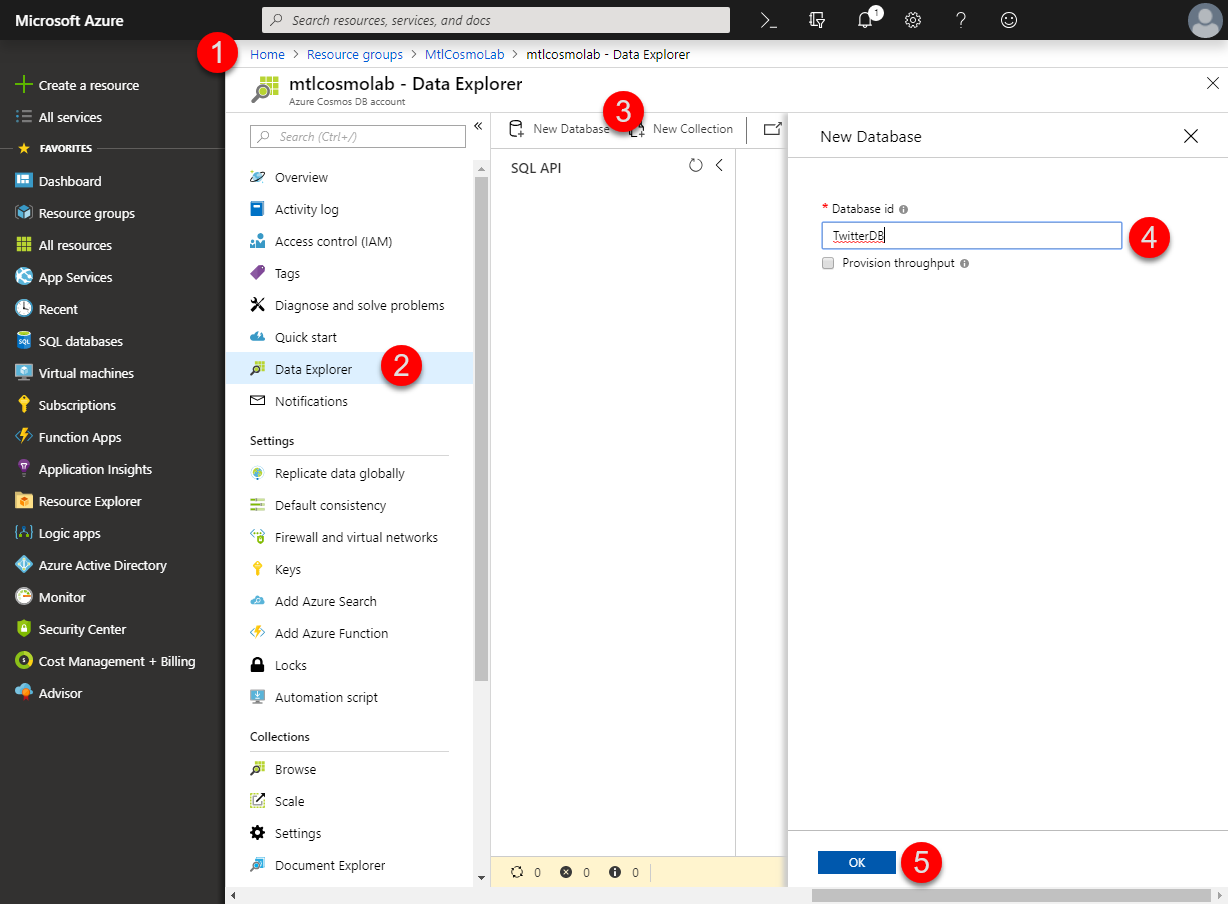 Microsoft Azure
Search resources, services, and docs
1
1
Home > Resource groups > MtlCosmoLab > mtlcosmolab - Data Explorer
mtlcosmolab - Data Explorer
Azure Cosmos DB account
Create a resource
All services
FAVORITES
Dashboard
Resource groups
All resources
App Services
Recent
SQL databases
Virtual machines
Subscriptions
Function Apps
Application Insights
Resource Explorer
Logic apps
Azure Active Directory
Monitor
Security Center
Cost Management + Billing
Advisor
Search (Ctrl+/)
«
Overview
Activity log
Access control (IAM)
Tags
Diagnose and solve problems
Quick start
Data Explorer
2
Notifications
Settings
Replicate data globally
Default consistency
Firewall and virtual networks
Keys
Add Azure Search
Add Azure Function
Locks
Automation script
Collections
Browse
Scale
Settings
Document Explorer
3
New Database
New Collection
SQL API
0 0 0
New Database
* Database id
TwitterDB
4
Provision throughput
OK
5